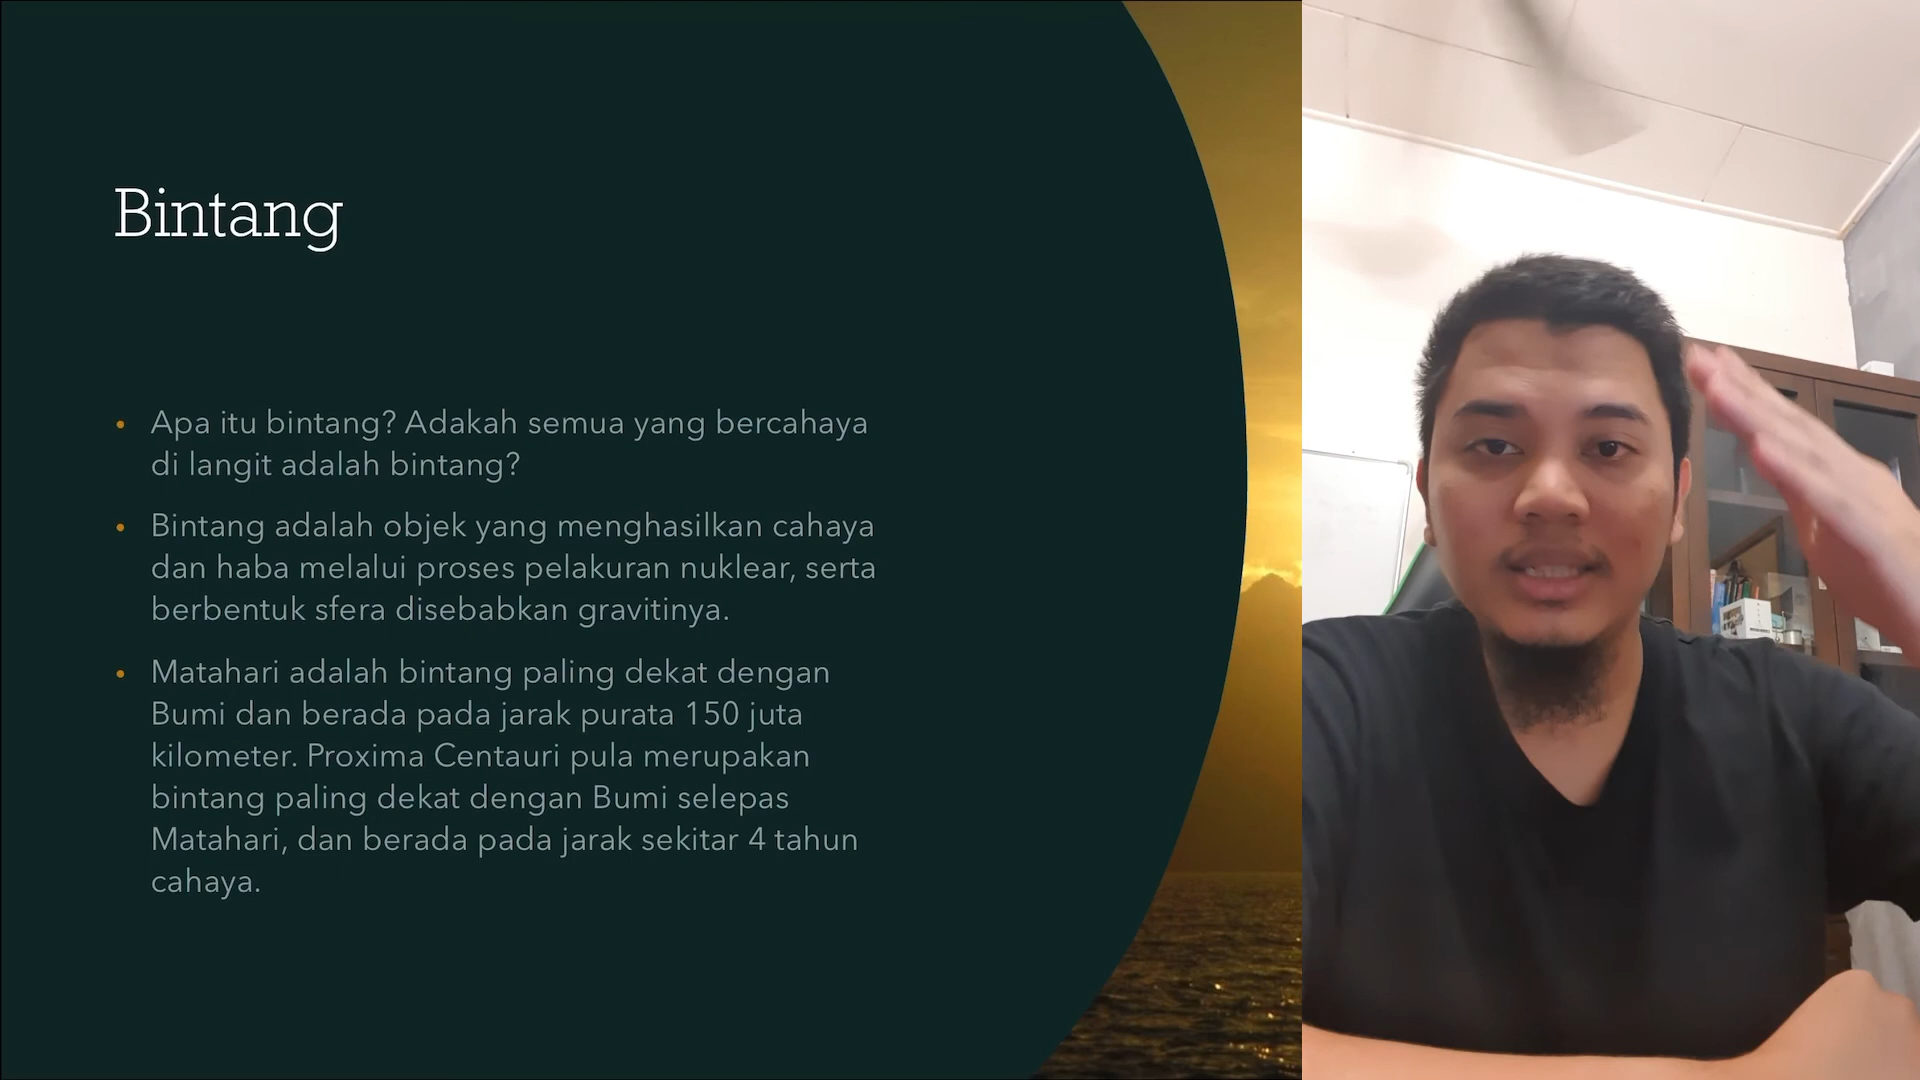 Bintang
• Apa itu bintang? Adakah semua yang bercahaya
di langit adalah bintang?
• Bintang adalah objek yang menghasilkan cahaya
dan haba melalui proses pelakuran nuklear, serta
berbentuk sfera disebabkan gravitinya.
• Matahari adalah bintang paling dekat dengan
Bumi dan berada pada jarak purata 150 juta
kilometer. Proxima Centauri pula merupakan
bintang paling dekat dengan Bumi selepas
Matahari, dan berada pada jarak sekitar 4 tahun
cahaya.